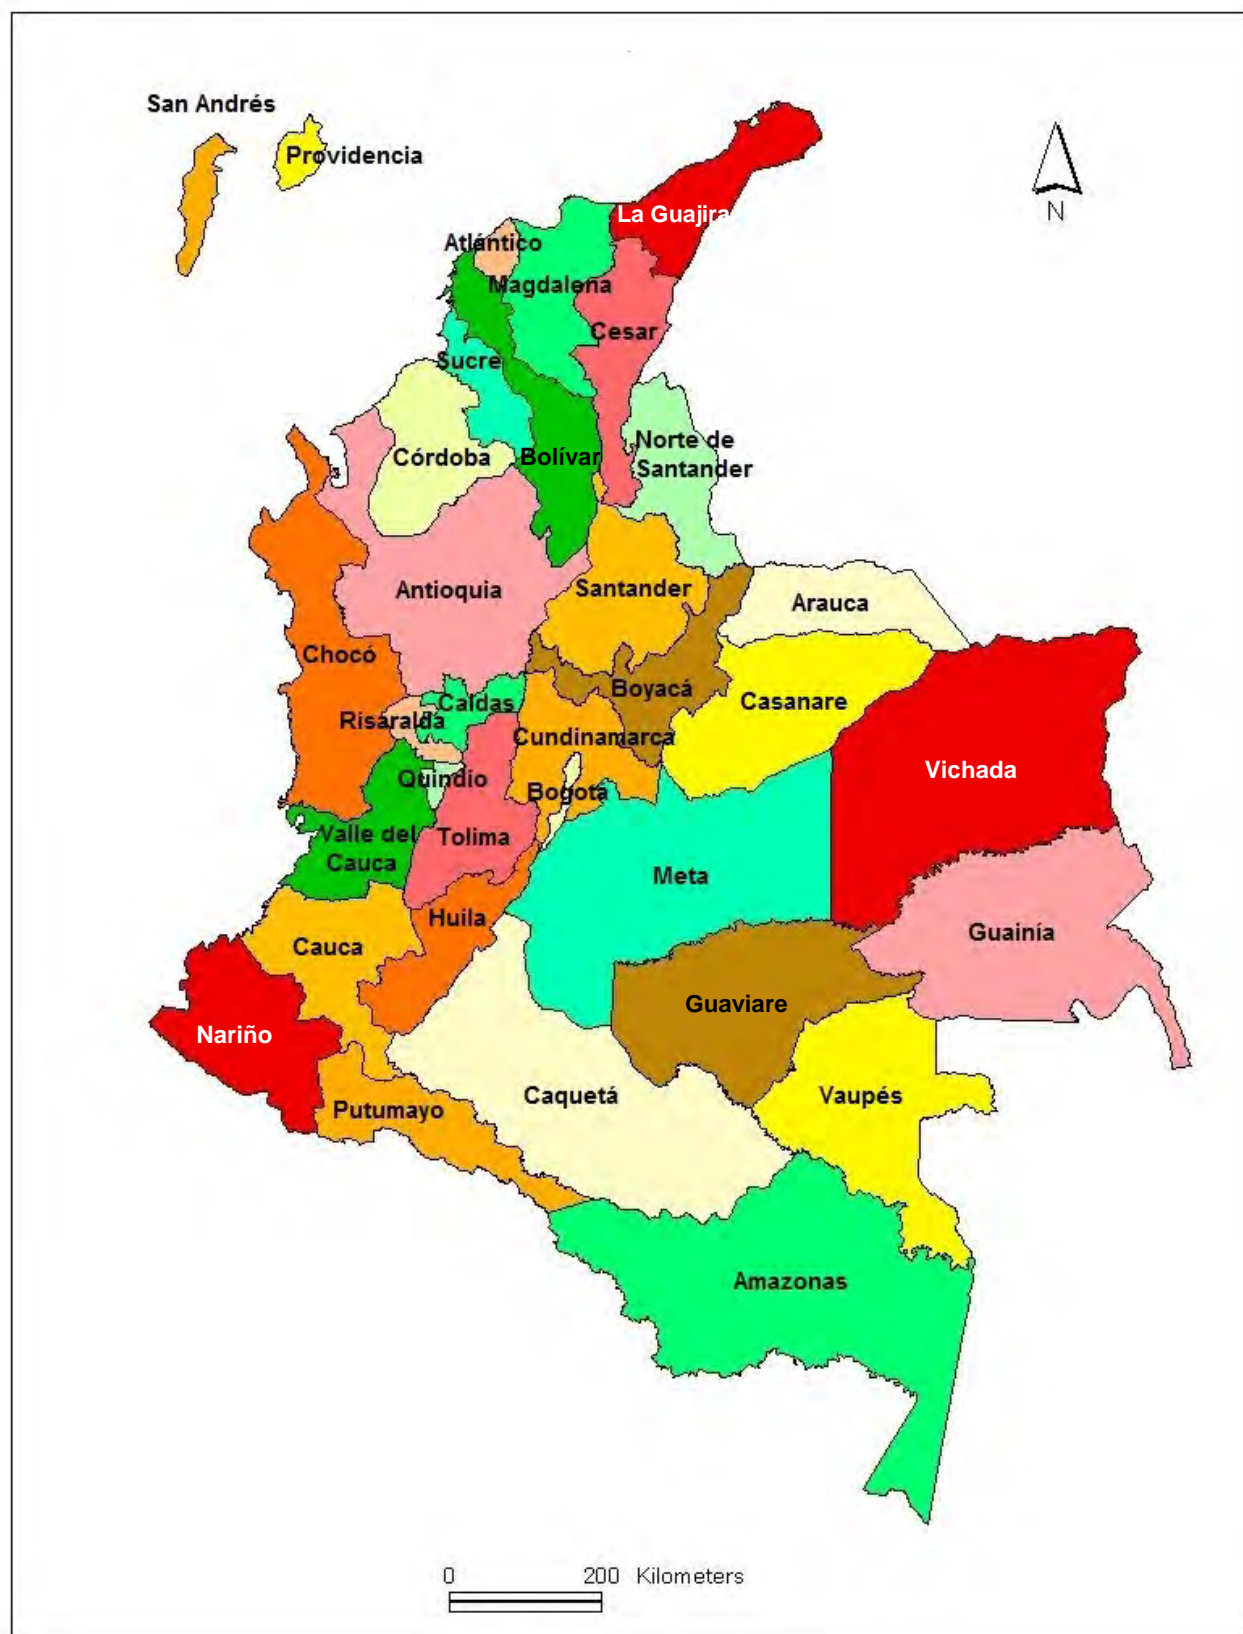 San Andrés
Providencia
La Guajira
Atlántico
Magdalena
Cesar
Sucre
Norte de
Santander
Córdoba
Bolívar
Antioquia
Santander
Arauca
Chocó
Boyacá
Casanare
Caldas
Risaralda
Cundinamarca
Vichada
Quindio
Bogotá
Valle del
Cauca
Tolima
Meta
Huila
Cauca
Guainía
Guaviare
Nariño
Caquetá
Vaupés
Putumayo
Amazonas
N
0 200 Kilometers